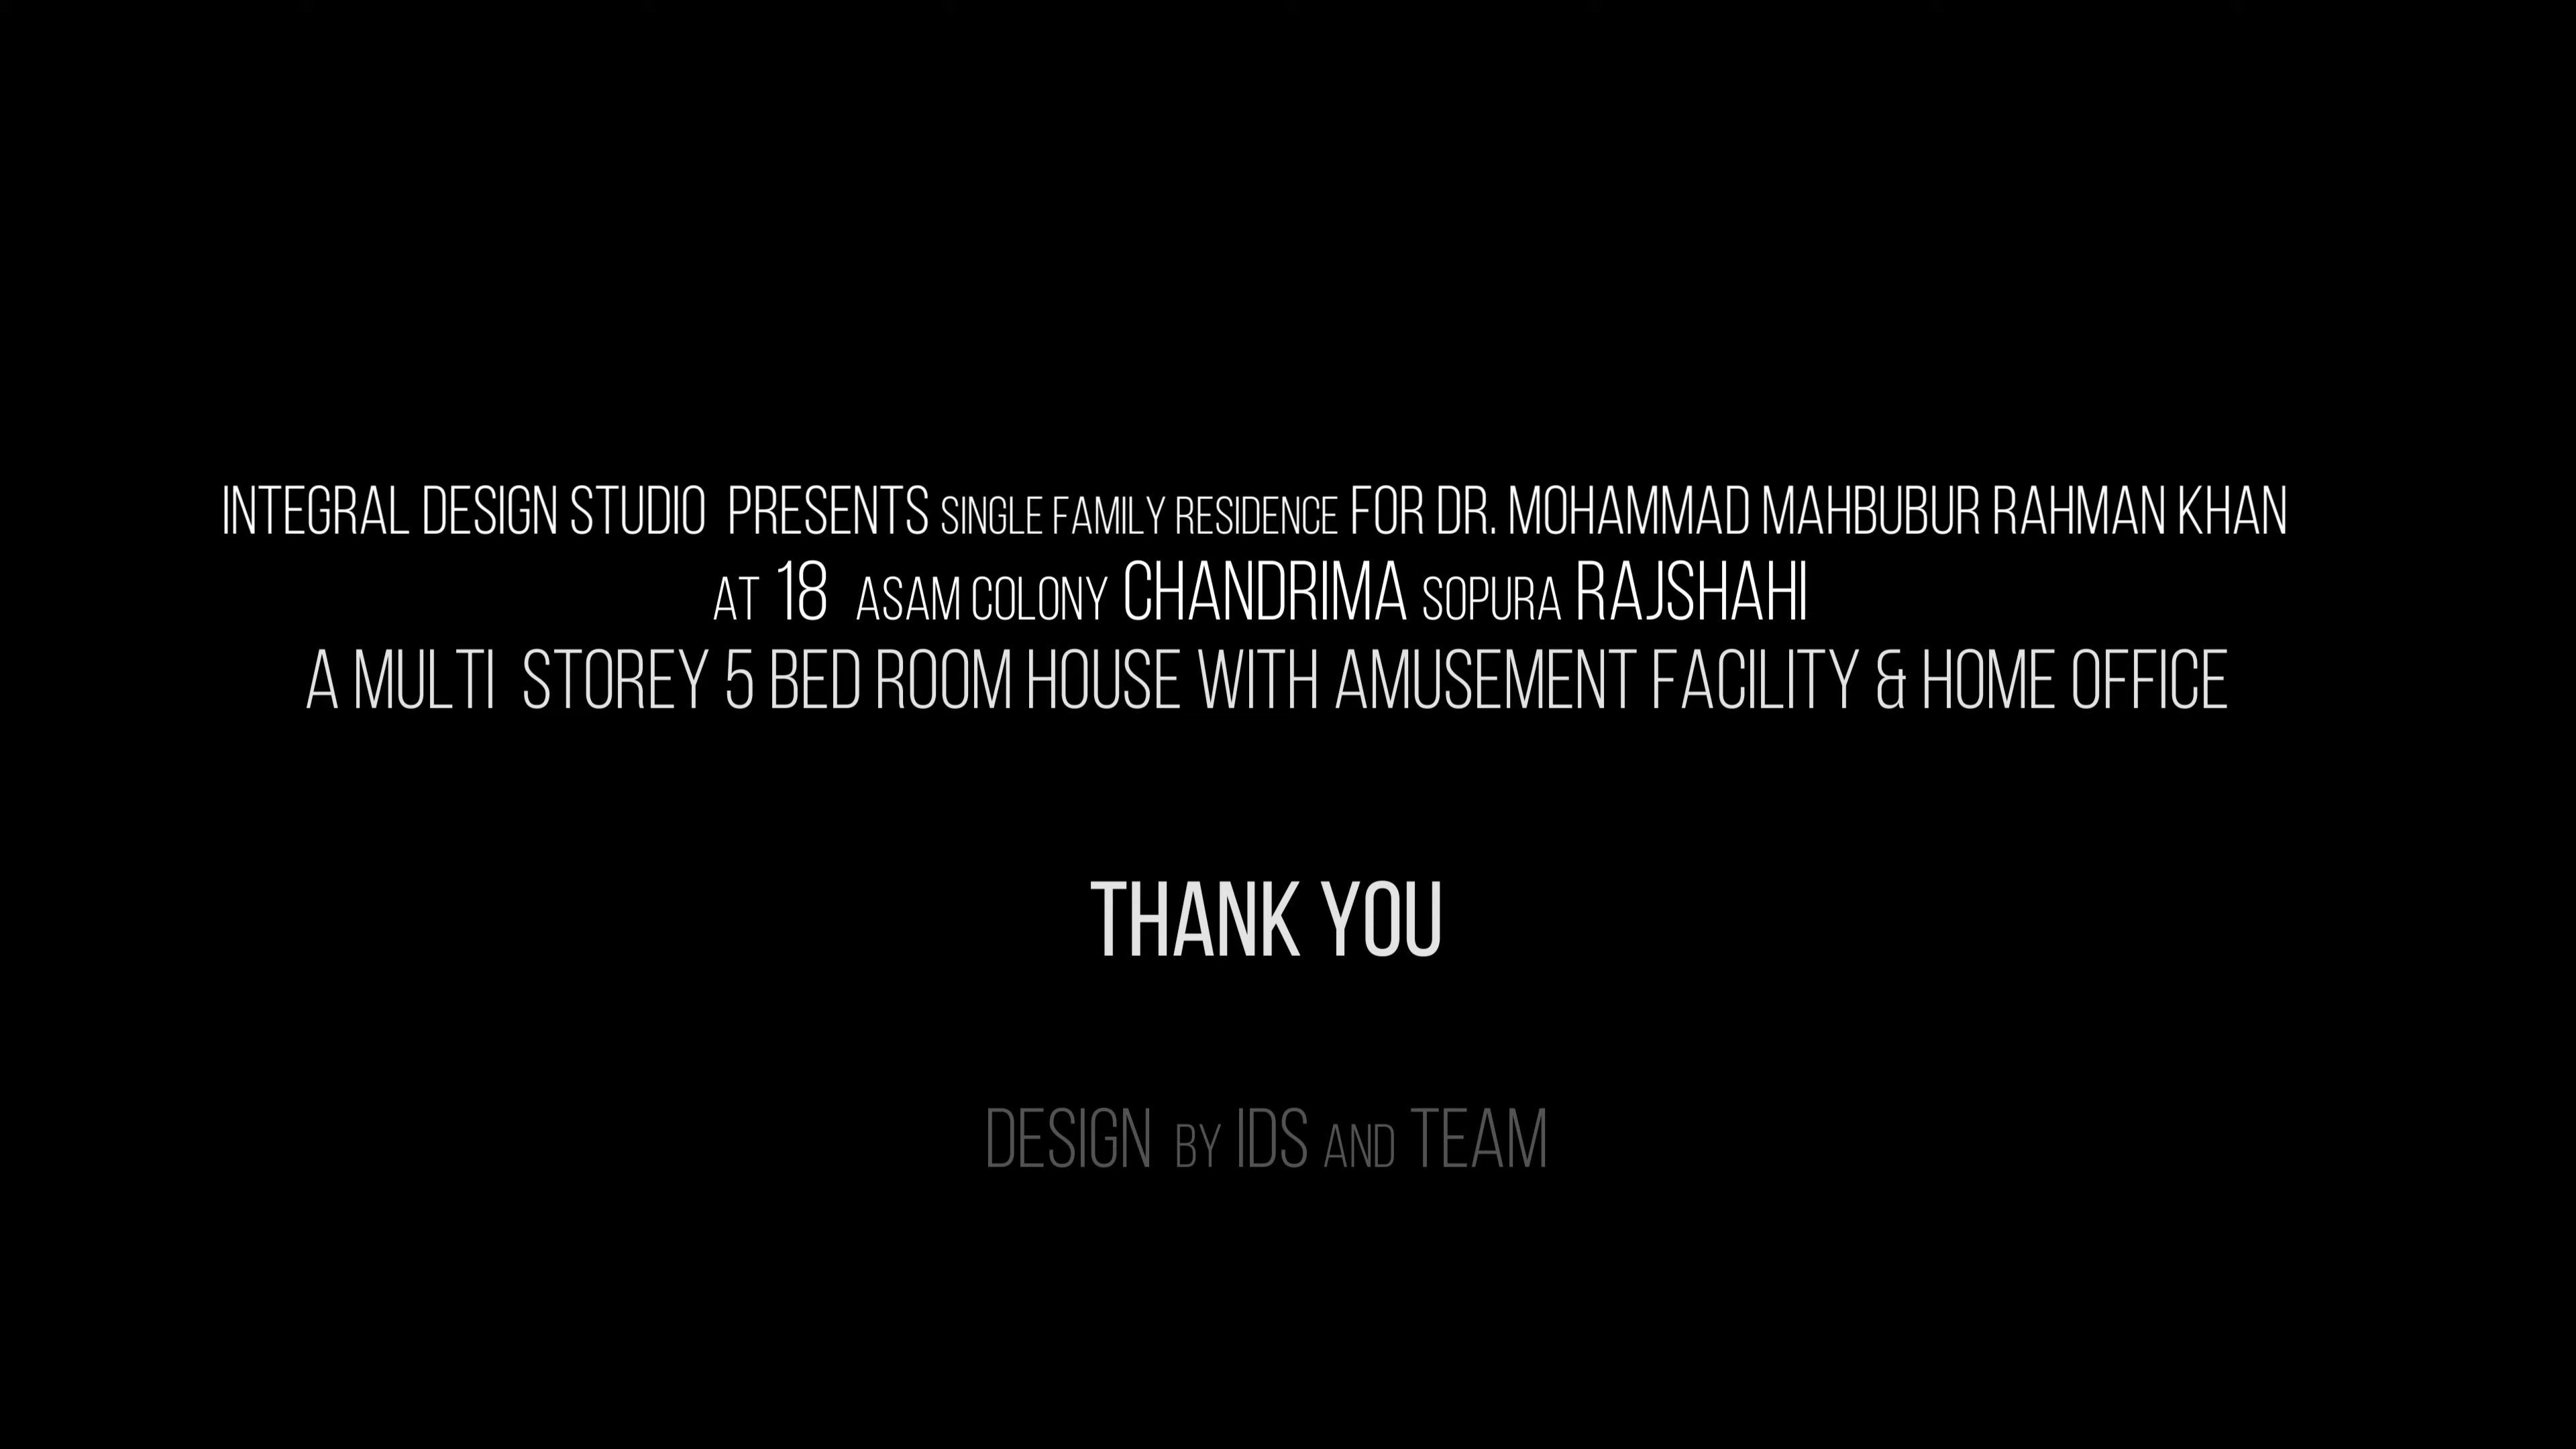 INTEGRAL DESIGN STUDIO PRESENTS SINGLE FAMILY RESIDENCE FOR DR. MOHAMMAD MAHBUBUR RAHMAN KHAN
AT 18 ASAM COLONY CHANDRIMA SOPURA RAJSHAHI
A MULTI STOREY 5 BED ROOM HOUSE WITH AMUSEMENT FACILITY & HOME OFFICE
THANK YOU
DESIGN BY IDS AND TEAM